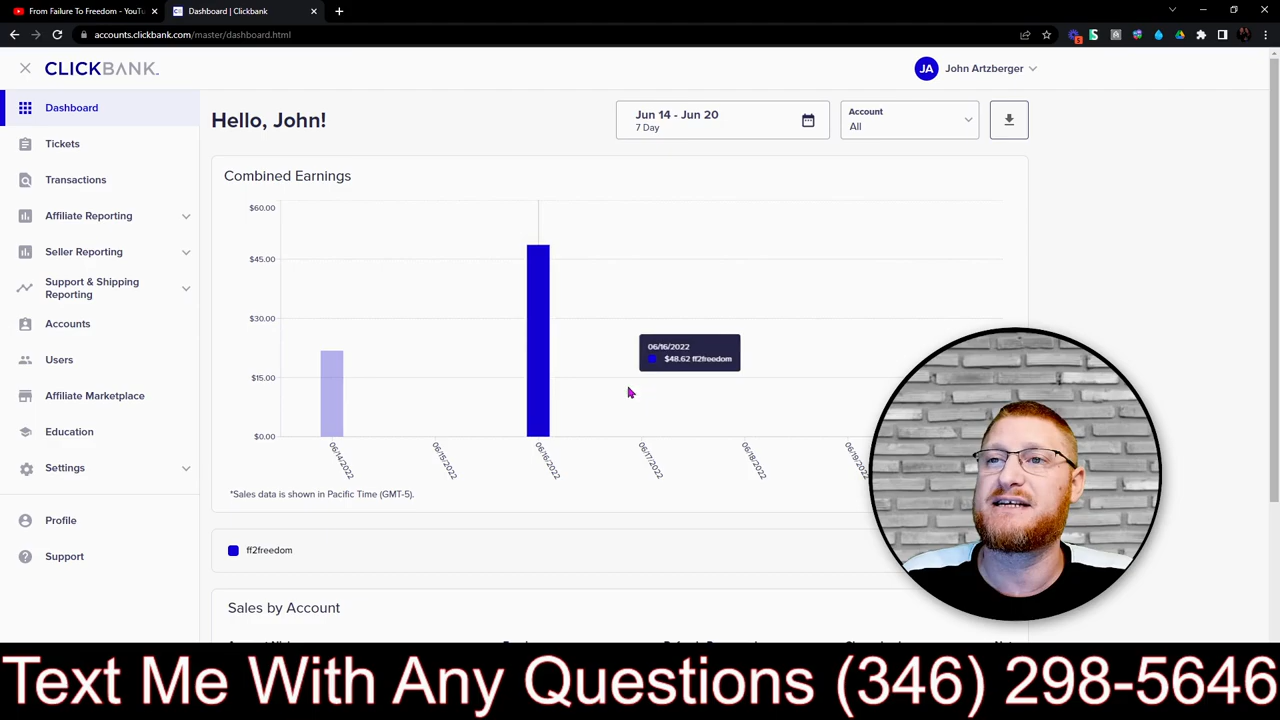 From Failure To Freedom - YouTu
Dashboard | Clickbank
accounts.clickbank.com/master/dashboard.html
CLICKBANK.
JA
John Artzberger
Dashboard
Tickets
Transactions
Affiliate Reporting
Seller Reporting
Support & Shipping
Reporting
Accounts
Users
Affiliate Marketplace
Education
Settings
Profile
Support
Hello, John!
Jun 14 - Jun 20
7 Day
Account
All
Combined Earnings
$60.00
$45.00
$30.00
$15.00
$0.00
06/16/2022
$48.62 ff2freedom
06/14/2022
06/15/2022
06/16/2022
06/17/2022
06/18/2022
*Sales data is shown in Pacific Time (GMT-5).
ff2freedom
Sales by Account
Text Me With Any Questions (346) 298-5646